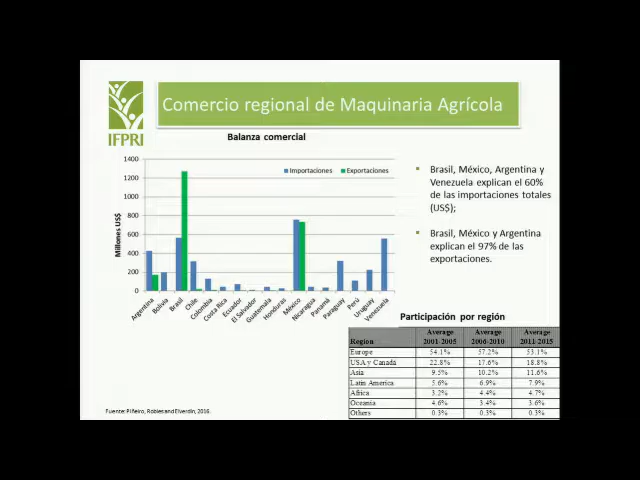 Comercio regional de Maquinaria Agrícola
IFPRI
Balanza comercial
Importaciones
Exportaciones
Millones US$
1400
1200
1000
800
600
400
200
0
Argentina
Bolivia
Brasil
Chile
Colombia
Costa Rica
Ecuador
El Salvador
Guatemala
Honduras
México
Nicaragua
Panamá
Paraguay
Perú
Uruguay
Venezuela
Brasil, México, Argentina y
Venezuela explican el 60%
de las importaciones totales
(US$);
Brasil, México y Argentina
explican el 97% de las
exportaciones.
Participación por región
Region Average 2001-2005 Average 2006-2010 Average 2011-2015
Europe 54.1% 57.2% 53.1%
USA y Canadá 22.8% 17.6% 18.8%
Asia 9.5% 10.2% 11.6%
Latin America 5.6% 6.9% 7.9%
Africa 3.2% 4.4% 4.7%
Oceania 4.6% 3.4% 3.6%
Others 0.3% 0.3% 0.3%
Fuente: Piñeiro, Robles and Elverdin, 2016.